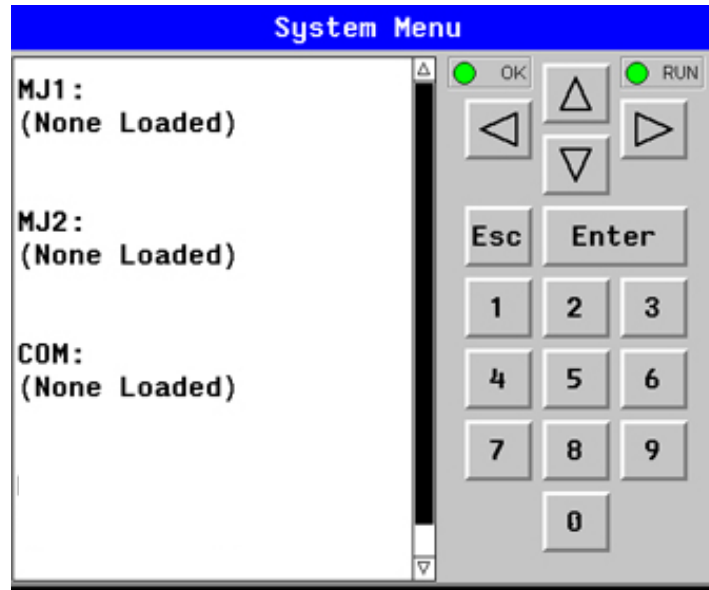 System Menu
MJ1:
(None Loaded)
MJ2:
(None Loaded)
COM:
(None Loaded)
OK
RUN
Esc
Enter
1
2
3
4
5
6
7
8
9
0